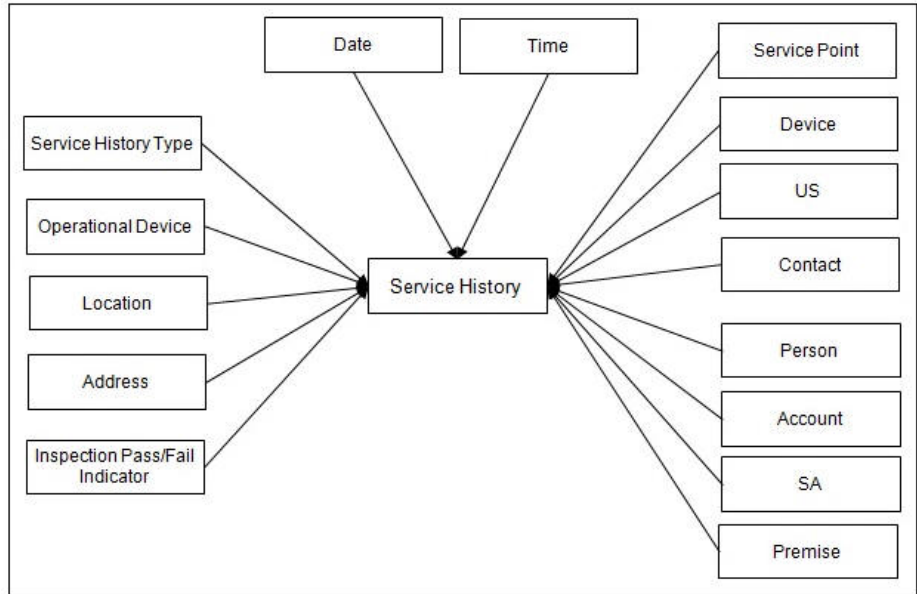 Date
Time
Service Point
Service History Type
Device
Operational Device
US
Service History
Contact
Location
Person
Address
Account
Inspection Pass/Fail
Indicator
SA
Premise